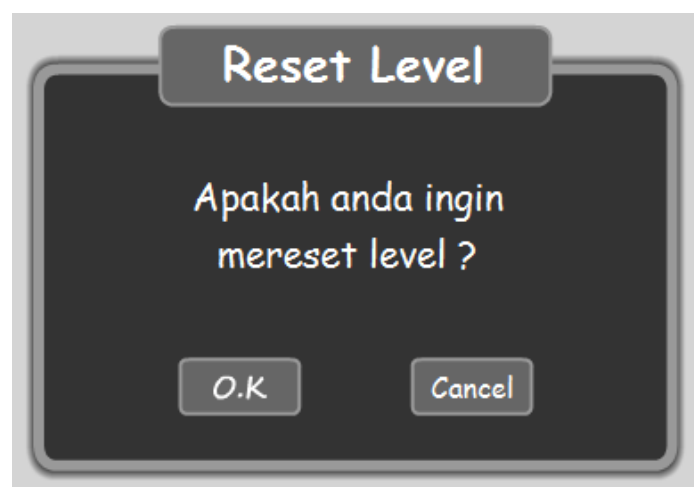 Reset Level
Apakah anda ingin
mereset level ?
O.K
Cancel